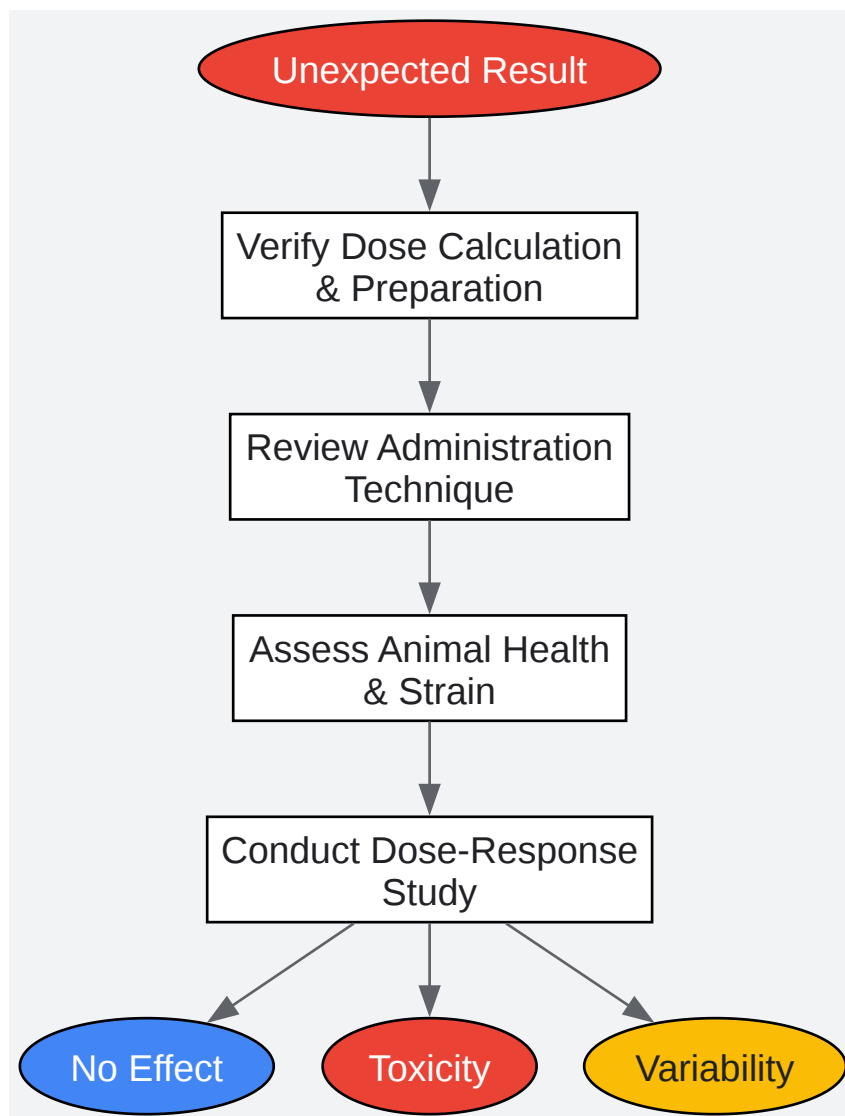 Unexpected Result
Verify Dose Calculation
& Preparation
Review Administration
Technique
Assess Animal Health
& Strain
Conduct Dose-Response
Study
No Effect
Toxicity
Variability